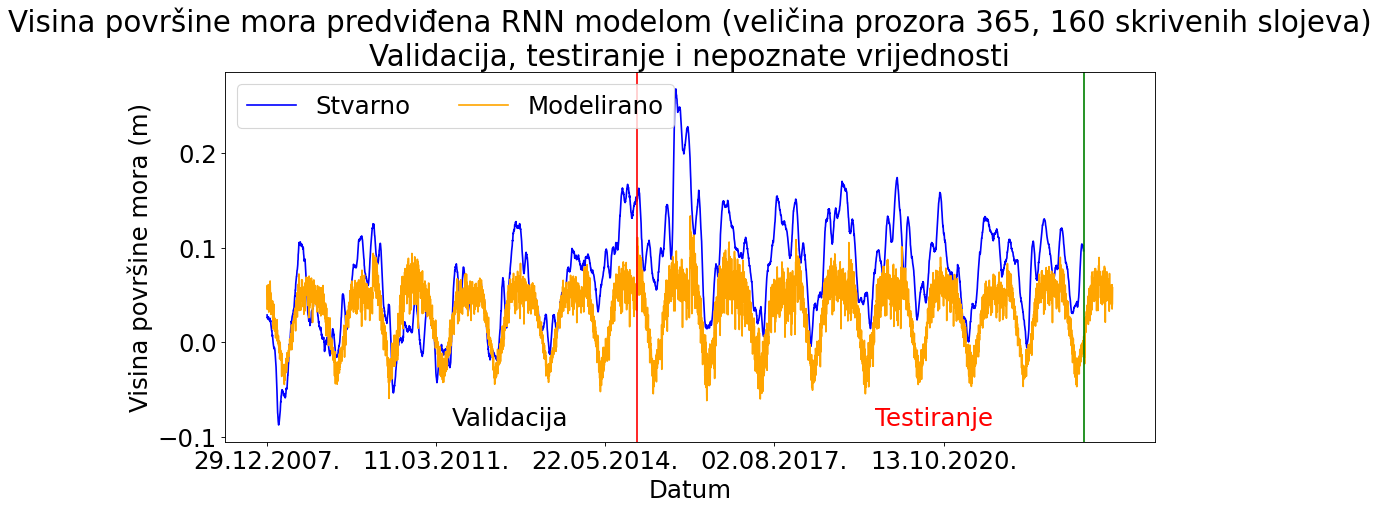 Visina površine mora predviđena RNN modelom (veličina prozora 365, 160 skrivenih slojeva)
Validacija, testiranje i nepoznate vrijednosti
Stvarno
Modelirano
Visina površine mora (m)
0.2
0.1
0.0
−0.1
Validacija
Testiranje
29.12.2007.
11.03.2011.
22.05.2014.
02.08.2017.
13.10.2020.
Datum